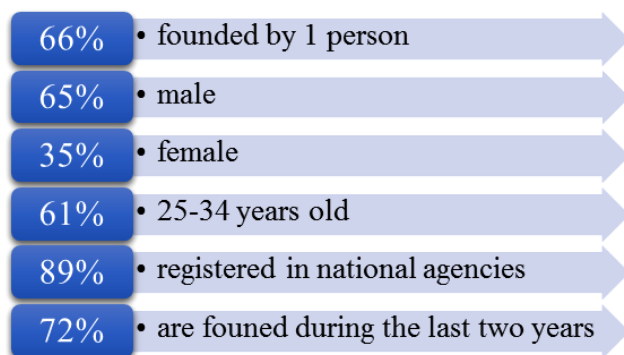 66% • founded by 1 person
65% • male
35% • female
61% • 25-34 years old
89% • registered in national agencies
72% • are founed during the last two years